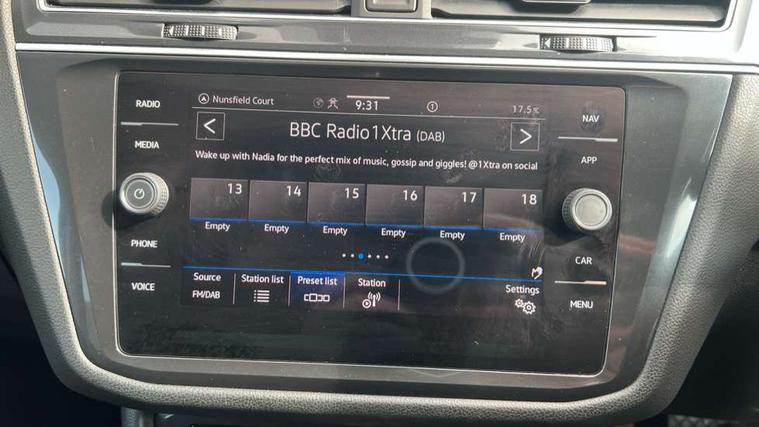 RADIO
MEDIA
PHONE
VOICE
Nunsfield Court
9:31
17.5°C
BBC Radio 1Xtra (DAB)
Wake up with Nadia for the perfect mix of music, gossip and giggles! @1Xtra on social
13 14 15 16 17 18
Empty Empty Empty Empty Empty Empty
Source Station list Preset list Station Settings
FM/DAB
NAV
APP
CAR
MENU